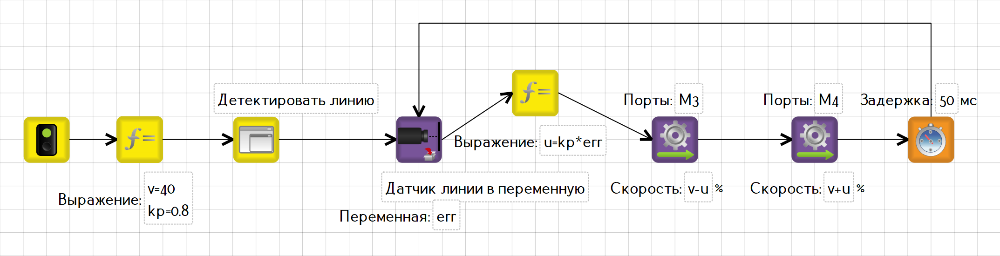 Детектировать линию
Порты: M3
Порты: M4
Задержка: 50 мс
Выражение: u=kp*err
Выражение:
v=40
kp=0.8
Датчик линии в переменную
Переменная: err
Скорость: v-u %
Скорость: v+u %